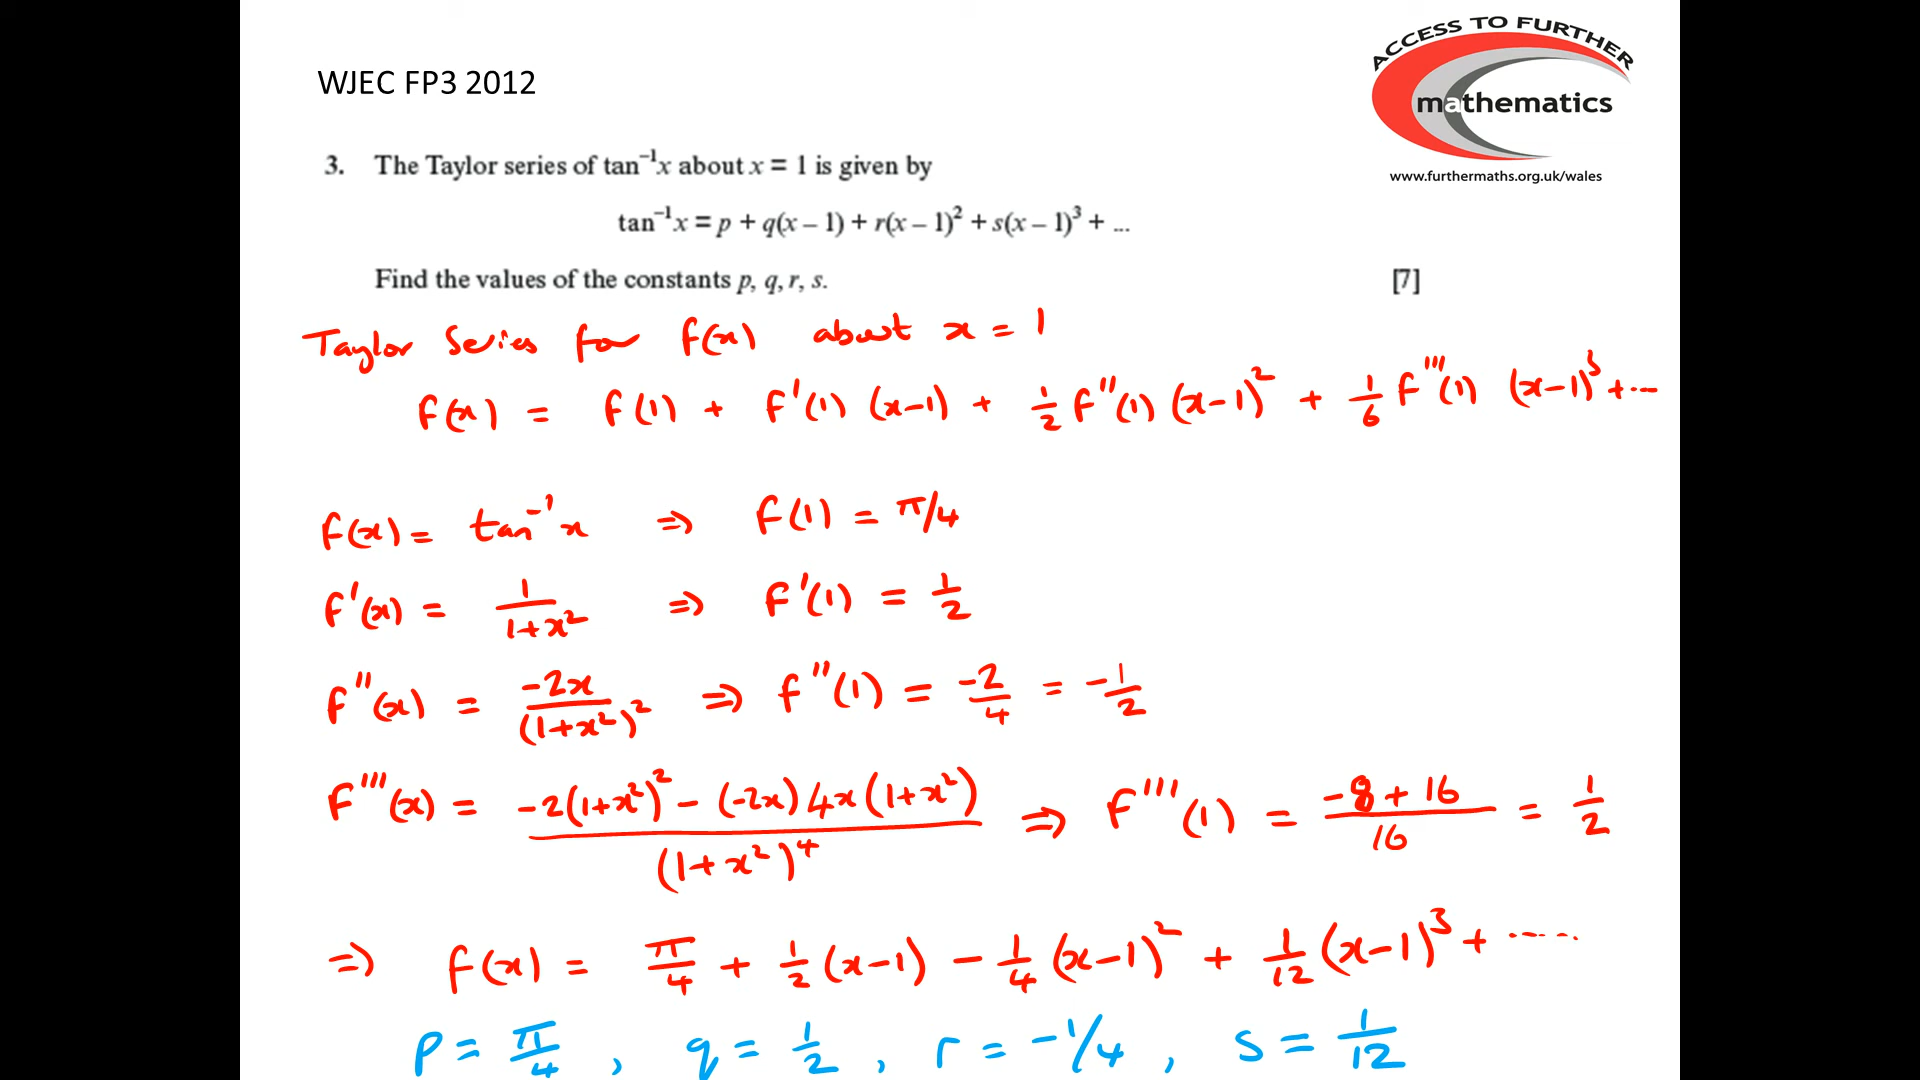 ACCESS TO FURTHER
mathematics
www.furthermaths.org.uk/wales
WJEC FP3 2012
3. The Taylor series of tan⁻¹x about x = 1 is given by
tan⁻¹x = p + q(x – 1) + r(x – 1)² + s(x – 1)³ + ...
Find the values of the constants p, q, r, s. [7]
Taylor Series for f(x) about x = 1
f(x) = f(1) + f'(1) (x-1) + 1/2 f''(1) (x-1)² + 1/6 f'''(1) (x-1)³ + ...
f(x) = tan⁻¹x ⇒ f(1) = π/4
f'(x) = 1/(1+x²) ⇒ f'(1) = 1/2
f''(x) = -2x/(1+x²)² ⇒ f''(1) = -2/4 = -1/2
f'''(x) = (-2(1+x²)² - (-2x)4x(1+x²))/(1+x²)⁴ ⇒ f'''(1) = (-8+16)/16 = 1/2
⇒ f(x) = π/4 + 1/2(x-1) - 1/4(x-1)² + 1/12(x-1)³ + .....
p = π/4, q = 1/2, r = -1/4, s = 1/12